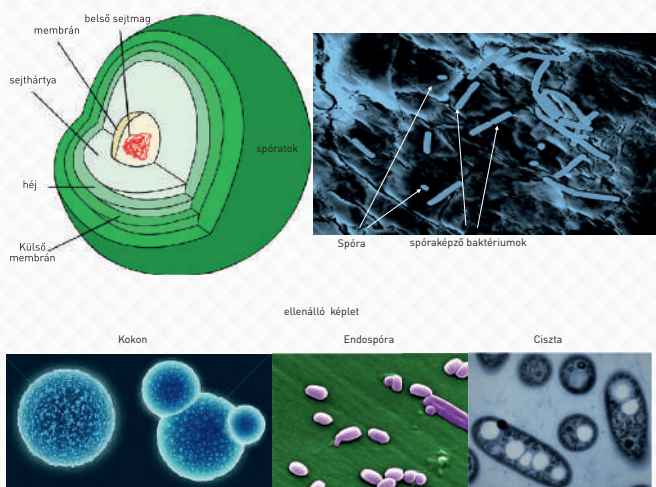 belső sejtmag
membrán
sejthártya
spóratok
héj
Külső
membrán
Spóra
spóraképző baktériumok
ellenálló képlet
Kokon
Endospóra
Ciszta